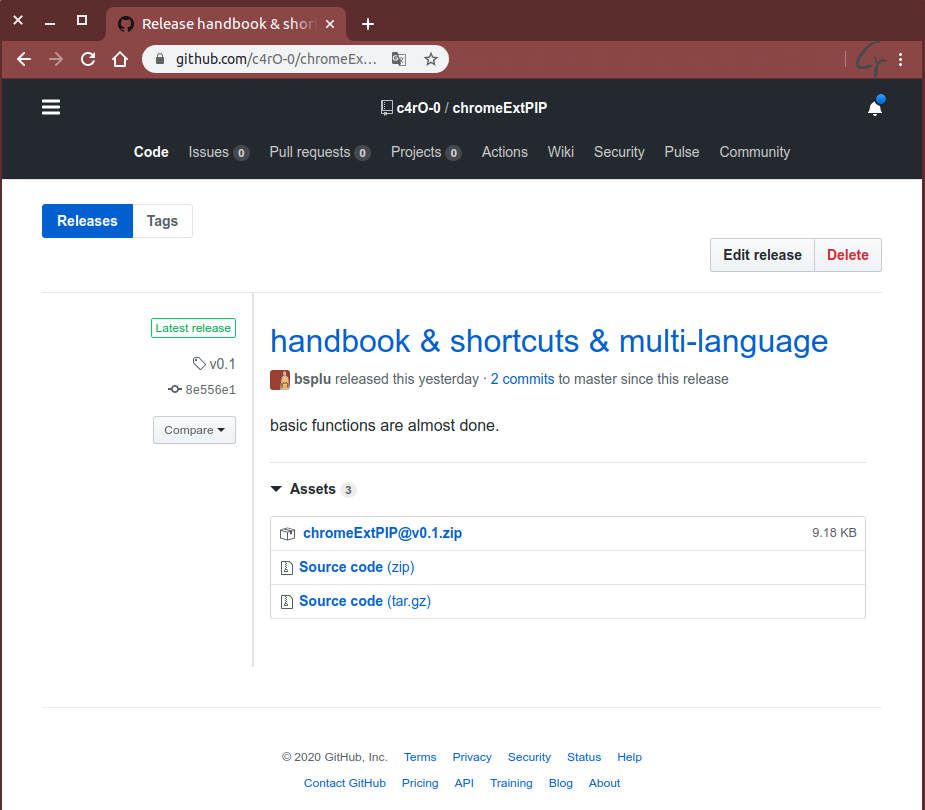 Release handbook & shor
github.com/c4rO-0/chromeEx...
c4rO-0 / chromeExtPIP
Code Issues 0 Pull requests 0 Projects 0 Actions Wiki Security Pulse Community
Releases Tags
Edit release Delete
Latest release
v0.1
8e556e1
Compare
handbook & shortcuts & multi-language
bsplu released this yesterday · 2 commits to master since this release
basic functions are almost done.
Assets 3
chromeExtPIP@v0.1.zip 9.18 KB
Source code (zip)
Source code (tar.gz)
© 2020 GitHub, Inc. Terms Privacy Security Status Help
Contact GitHub Pricing API Training Blog About